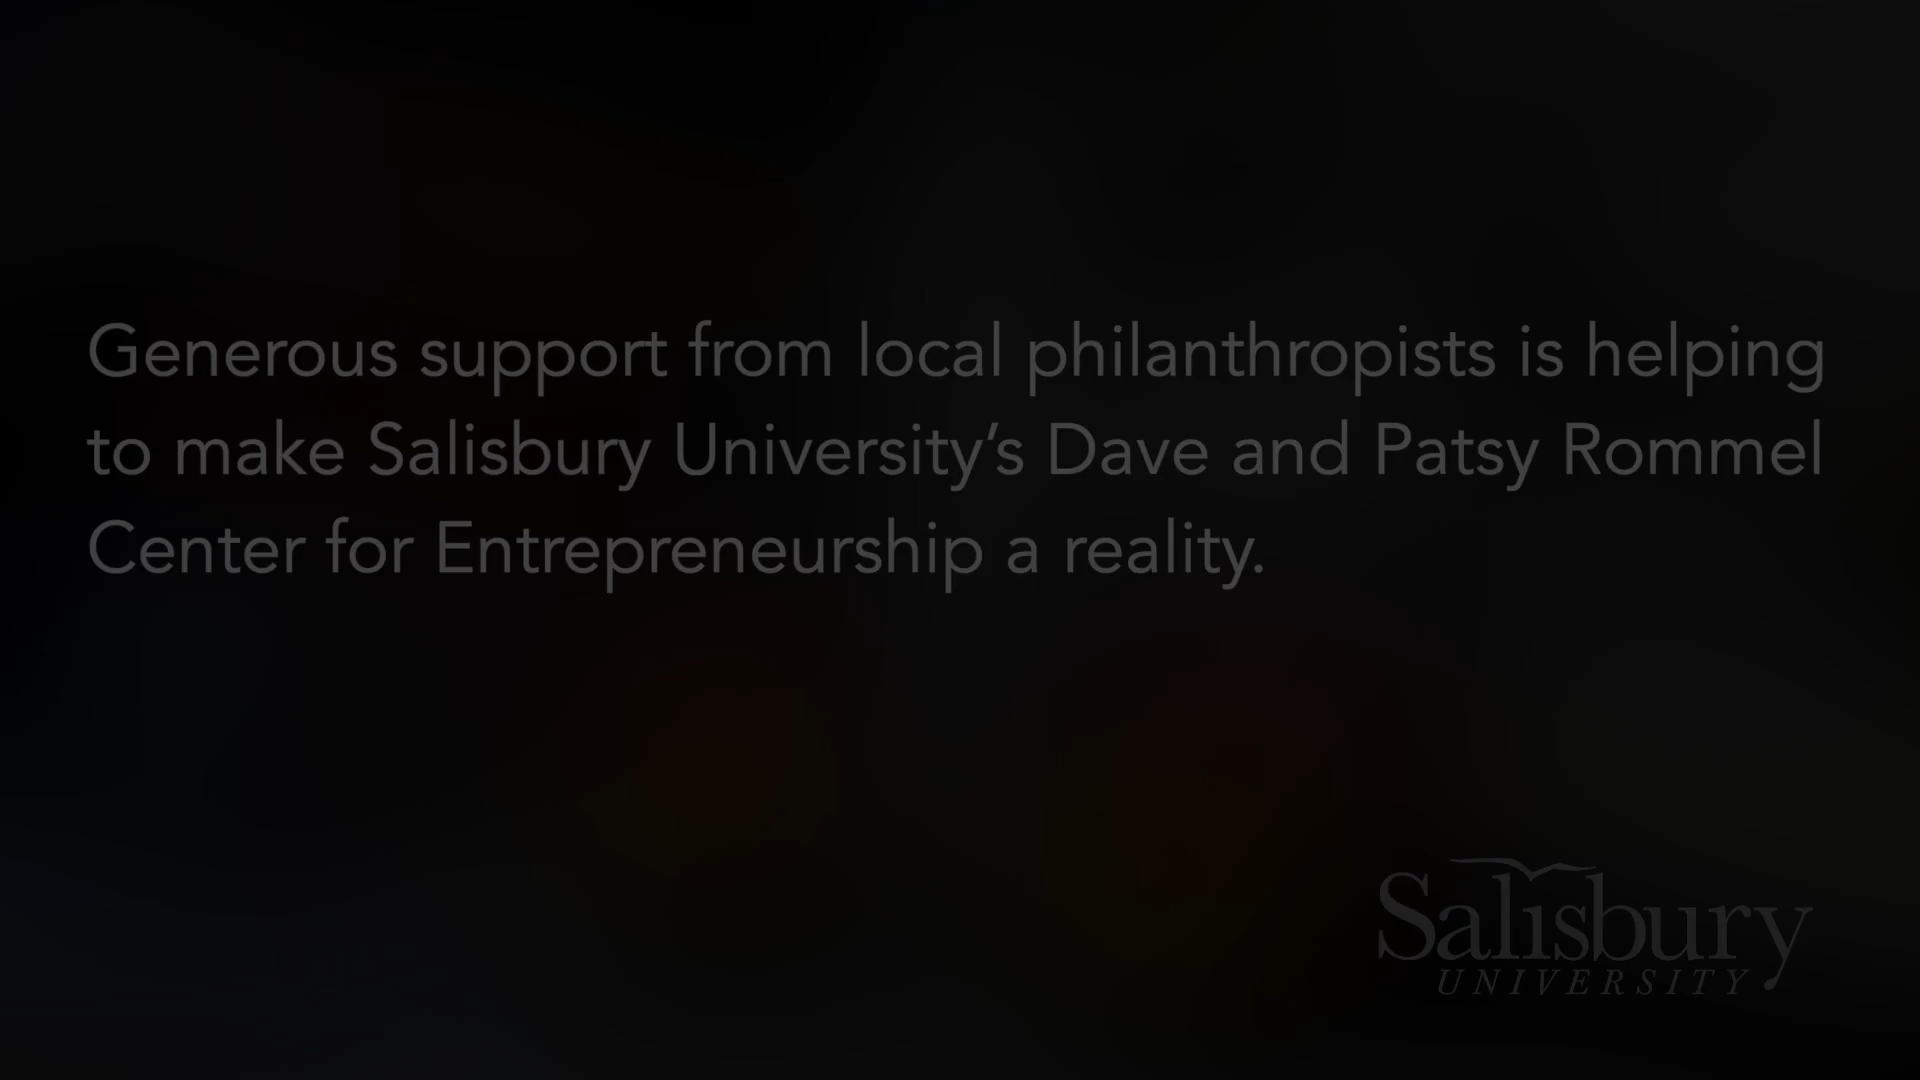 Generous support from local philanthropists is helping
to make Salisbury University’s Dave and Patsy Rommel
Center for Entrepreneurship a reality.
Salisbury
UNIVERSITY